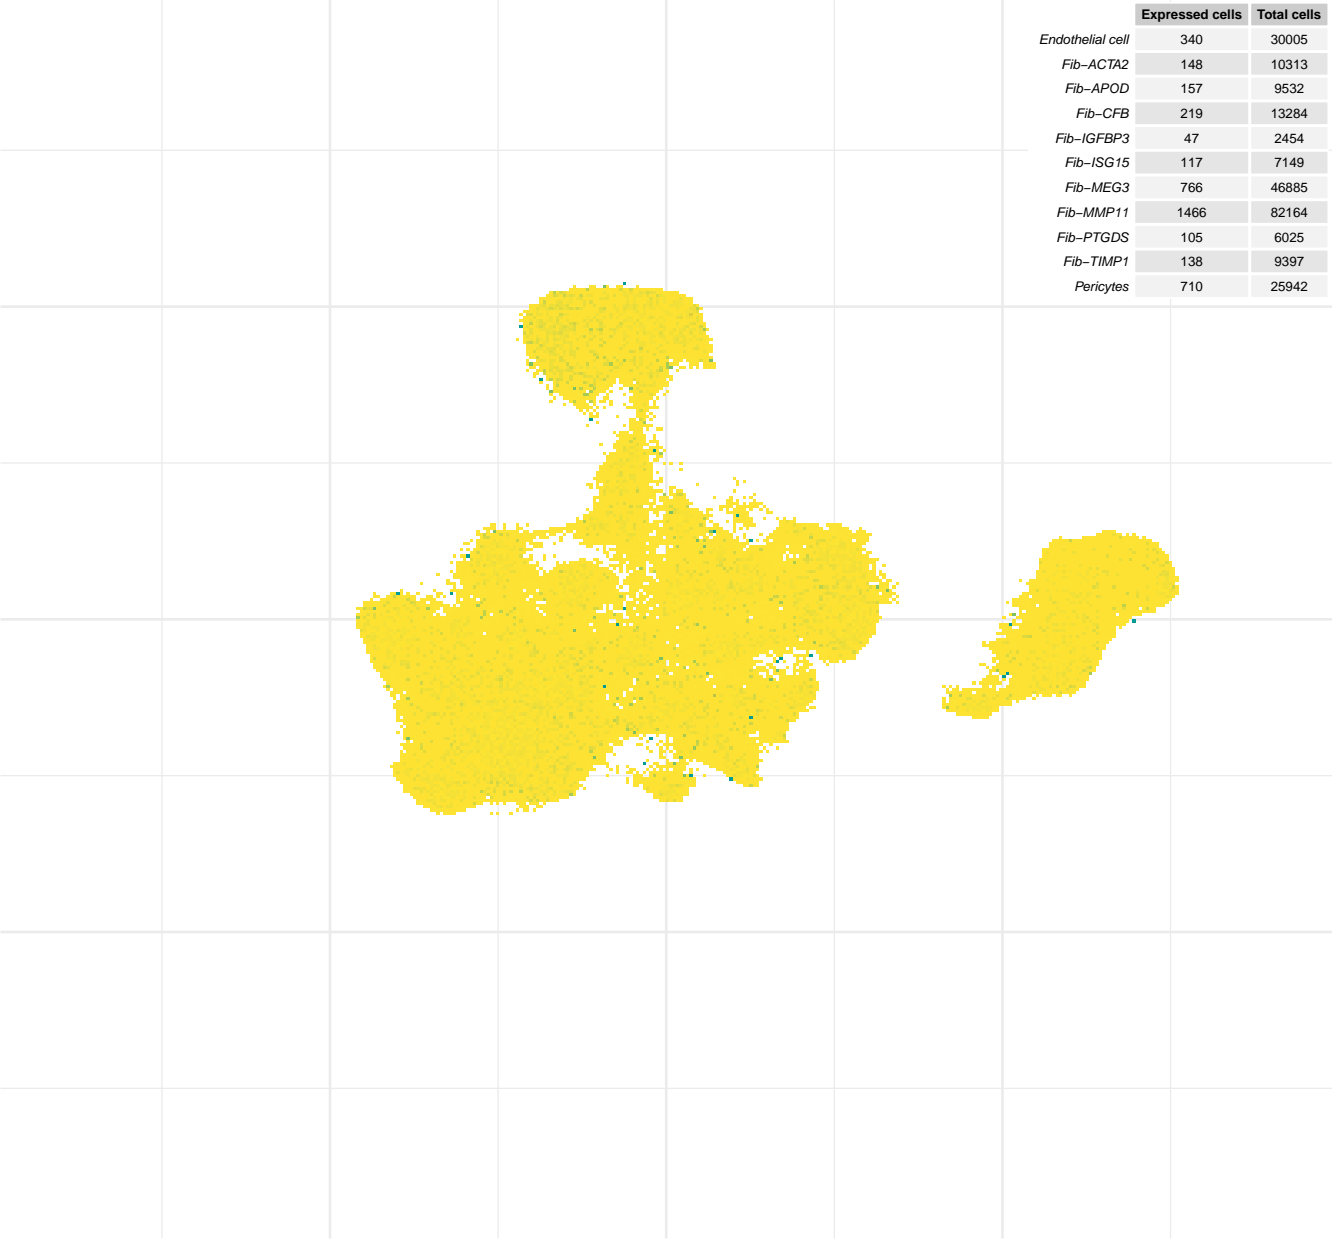 Expressed cells Total cells
Endothelial cell 340 30005
Fib−ACTA2 148 10313
Fib−APOD 157 9532
Fib−CFB 219 13284
Fib−IGFBP3 47 2454
Fib−ISG15 117 7149
Fib−MEG3 766 46885
Fib−MMP11 1466 82164
Fib−PTGDS 105 6025
Fib−TIMP1 138 9397
Pericytes 710 25942